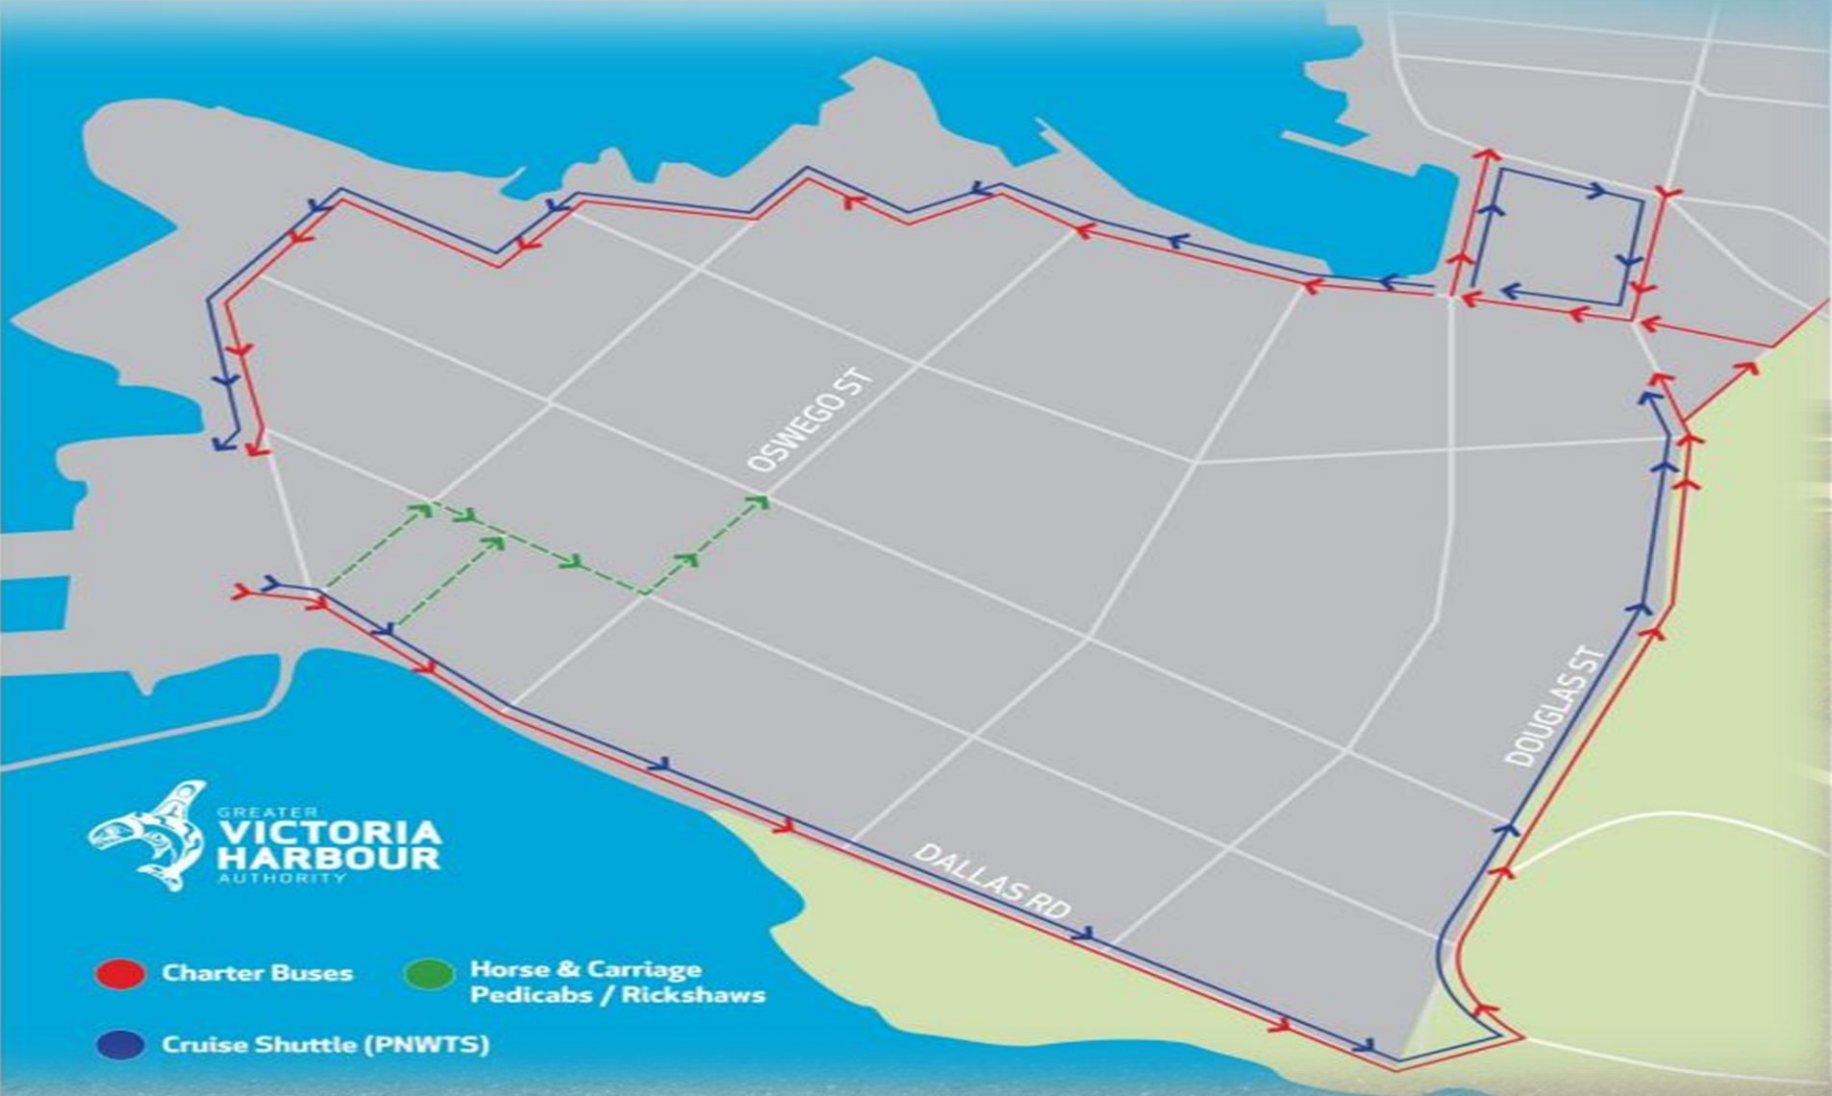 OSWEGO ST
DOUGLAS ST
DALLAS RD
GREATER
VICTORIA
HARBOUR
AUTHORITY
Charter Buses
Horse & Carriage
Pedicabs / Rickshaws
Cruise Shuttle (PNWTS)